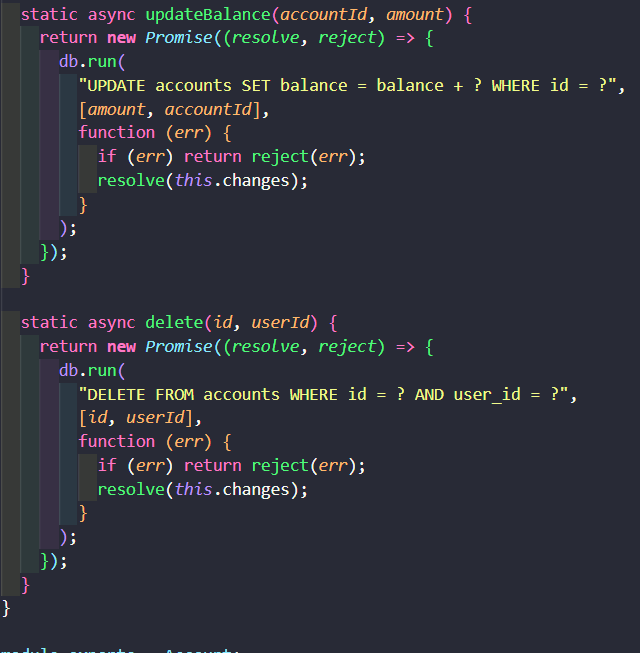 static async updateBalance(accountId, amount) {
return new Promise((resolve, reject) => {
db.run(
"UPDATE accounts SET balance = balance + ? WHERE id = ?",
[amount, accountId],
function (err) {
if (err) return reject(err);
resolve(this.changes);
}
);
});
}
static async delete(id, userId) {
return new Promise((resolve, reject) => {
db.run(
"DELETE FROM accounts WHERE id = ? AND user_id = ?",
[id, userId],
function (err) {
if (err) return reject(err);
resolve(this.changes);
}
);
});
}
}
module.exports = Account;